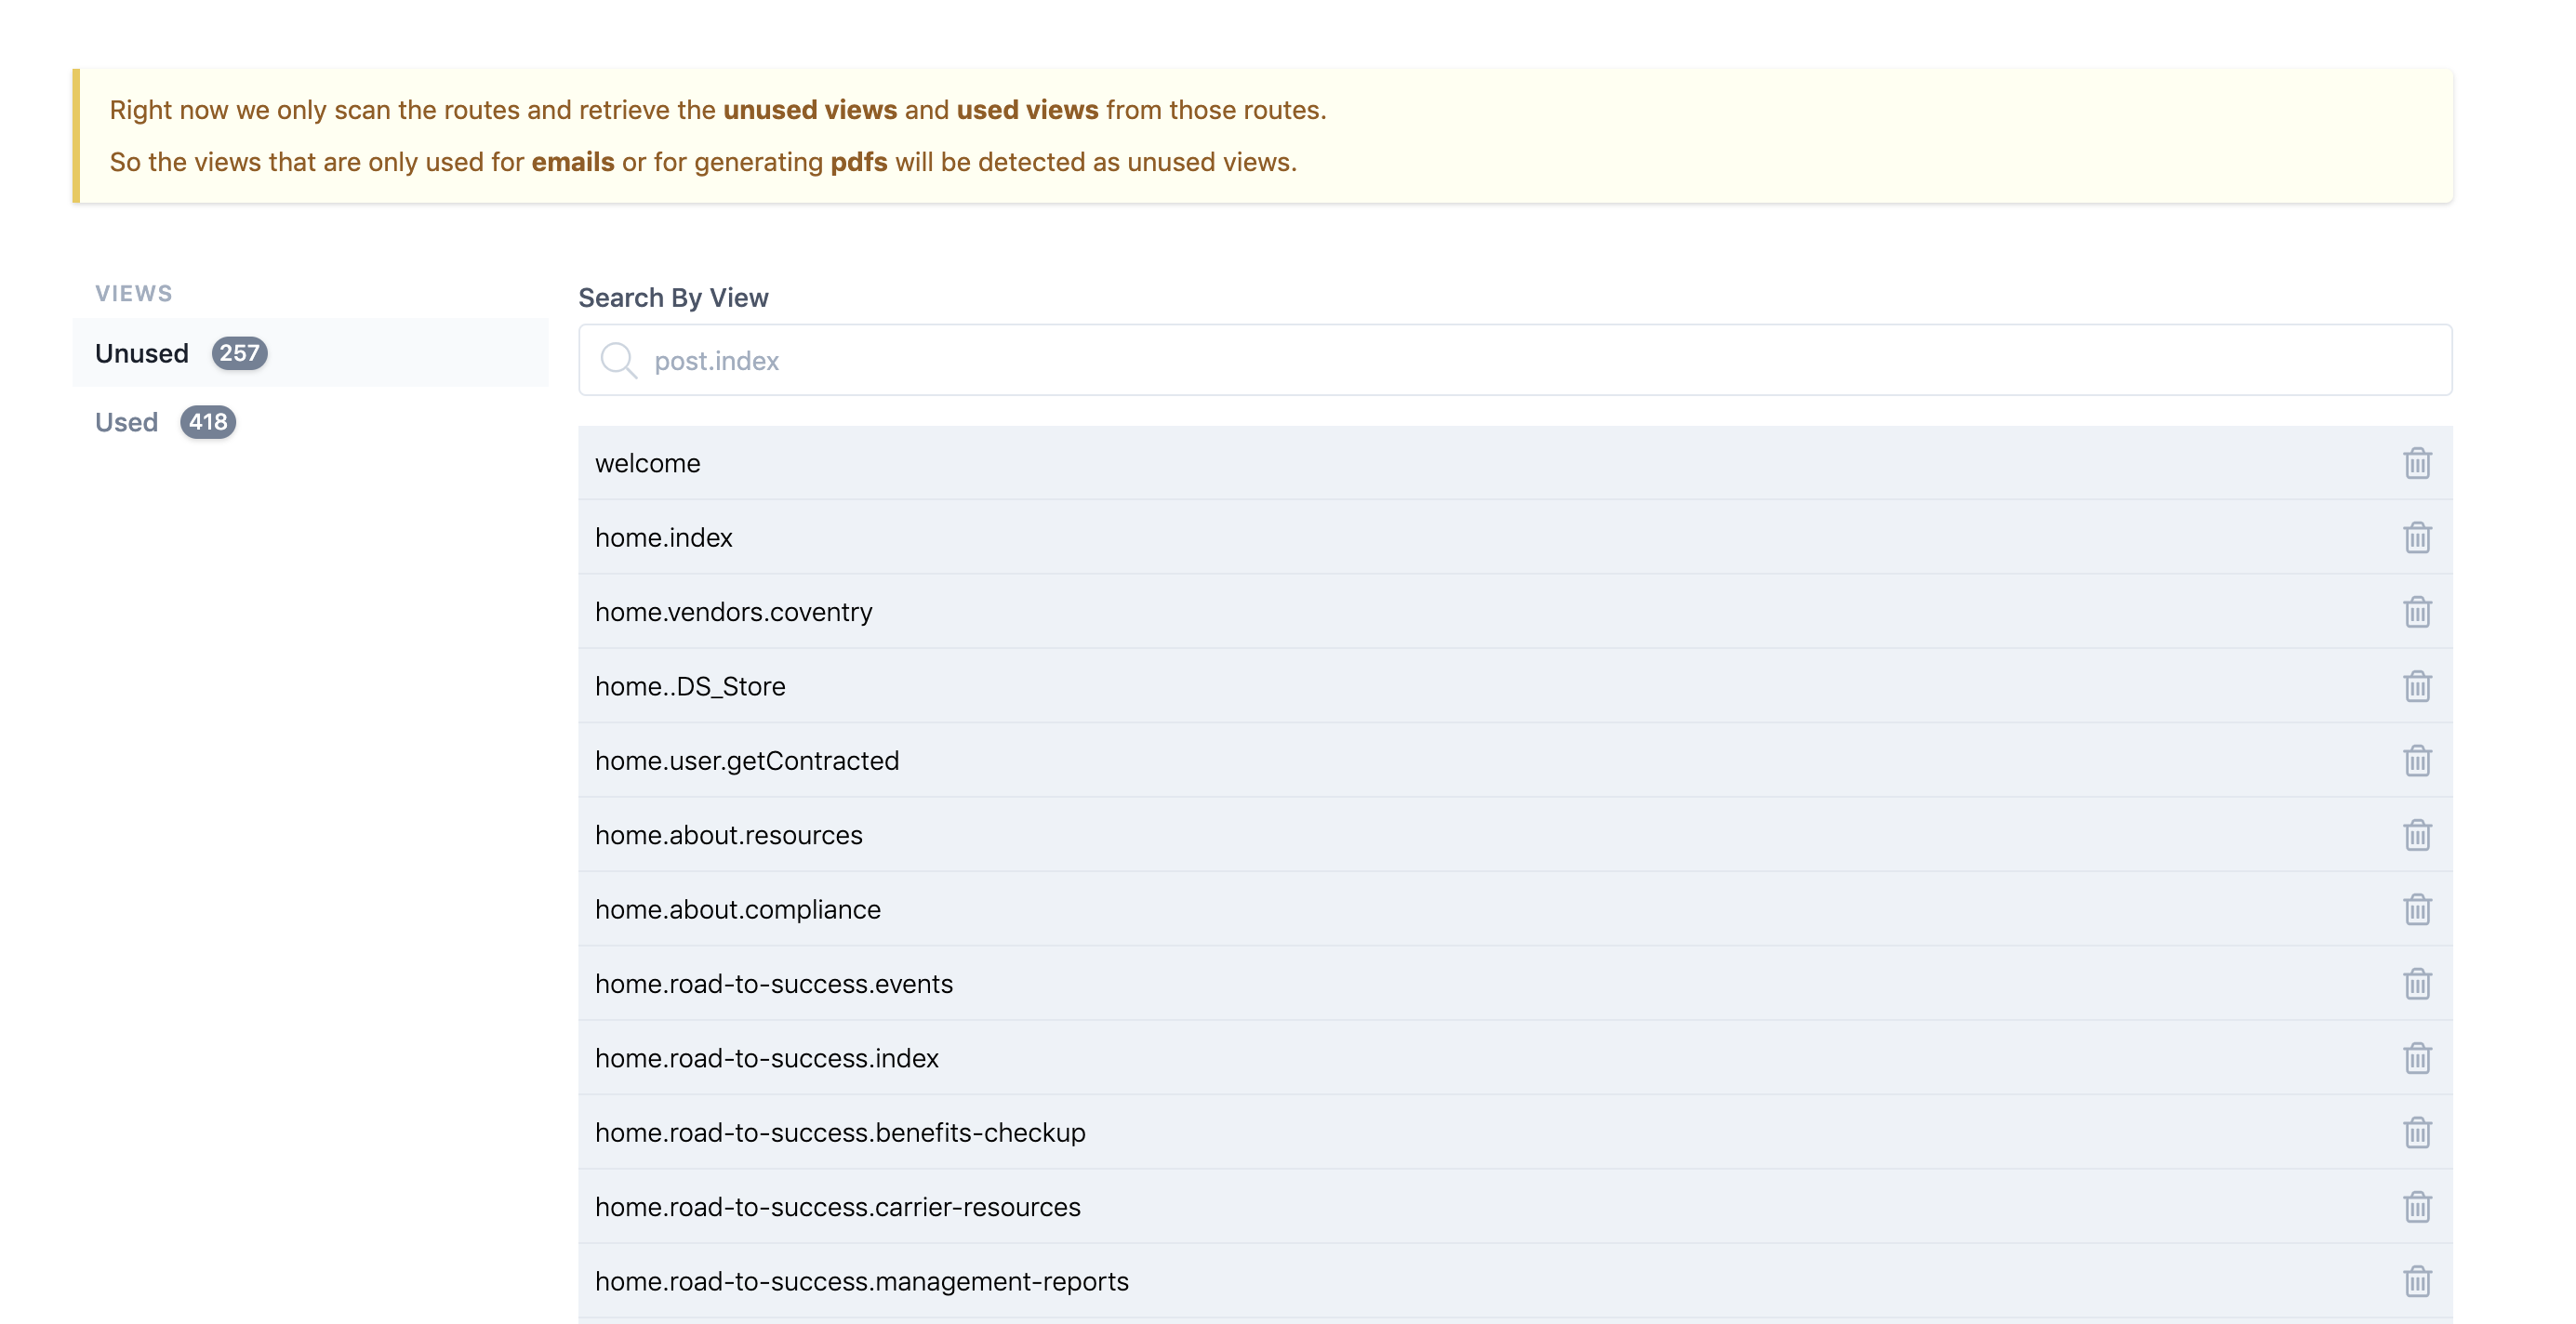 Right now we only scan the routes and retrieve the unused views and used views from those routes.
So the views that are only used for emails or for generating pdfs will be detected as unused views.
VIEWS
Unused 257
Used 418
Search By View
post.index
welcome
home.index
home.vendors.coventry
home..DS_Store
home.user.getContracted
home.about.resources
home.about.compliance
home.road-to-success.events
home.road-to-success.index
home.road-to-success.benefits-checkup
home.road-to-success.carrier-resources
home.road-to-success.management-reports